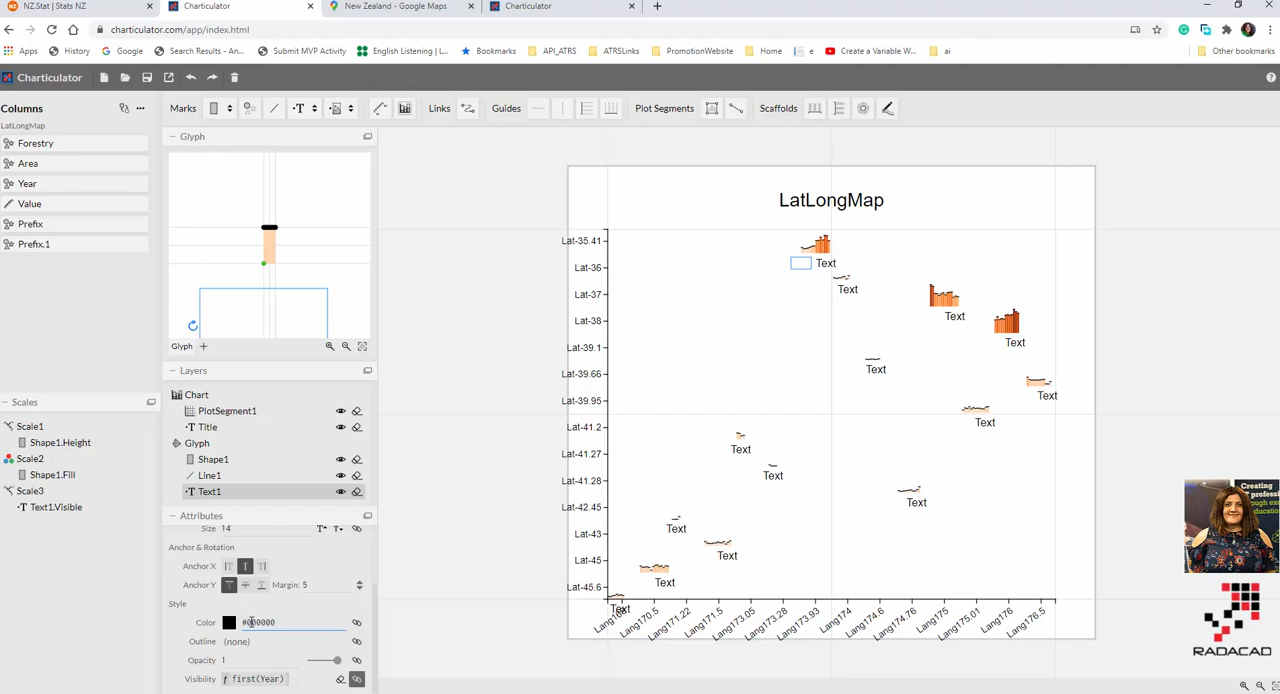 NZ.Stat | Stats NZ
Charticulator
New Zealand - Google Maps
Charticulator
charticulator.com/app/index.html
Apps
History
Google
Search Results - An...
Submit MVP Activity
English Listening | L...
Bookmarks
API_ATRS
ATRSLinks
PromotionWebsite
Home
e
Create a Variable W...
ai
Other bookmarks
Charticulator
Columns
Marks
Links
Guides
Plot Segments
Scaffolds
LatLongMap
Forestry
Area
Year
Value
Prefix
Prefix.1
Glyph
Glyph
Layers
Chart
PlotSegment1
Title
Glyph
Shape1
Line1
Text1
Scales
Scale1
Shape1.Height
Scale2
Shape1.Fill
Scale3
Text1.Visible
Attributes
Size 14
Anchor & Rotation
Anchor X
Anchor Y
Margin: 5
Style
Color #000000
Outline (none)
Opacity 1
Visibility f first(Year)
LatLongMap
Lat-35.41
Lat-36
Lat-37
Lat-38
Lat-39.1
Lat-39.66
Lat-39.95
Lat-41.2
Lat-41.27
Lat-41.28
Lat-42.45
Lat-43
Lat-45
Lat-45.6
Text
Text
Text
Text
Text
Text
Text
Text
Text
Text
Text
Text
Text
Text
Lang170.5
Lang171.22
Lang171.5
Lang173.05
Lang173.28
Lang173.93
Lang174
Lang174.6
Lang174.76
Lang175
Lang175.01
Lang176
Lang176.5
RADACAD